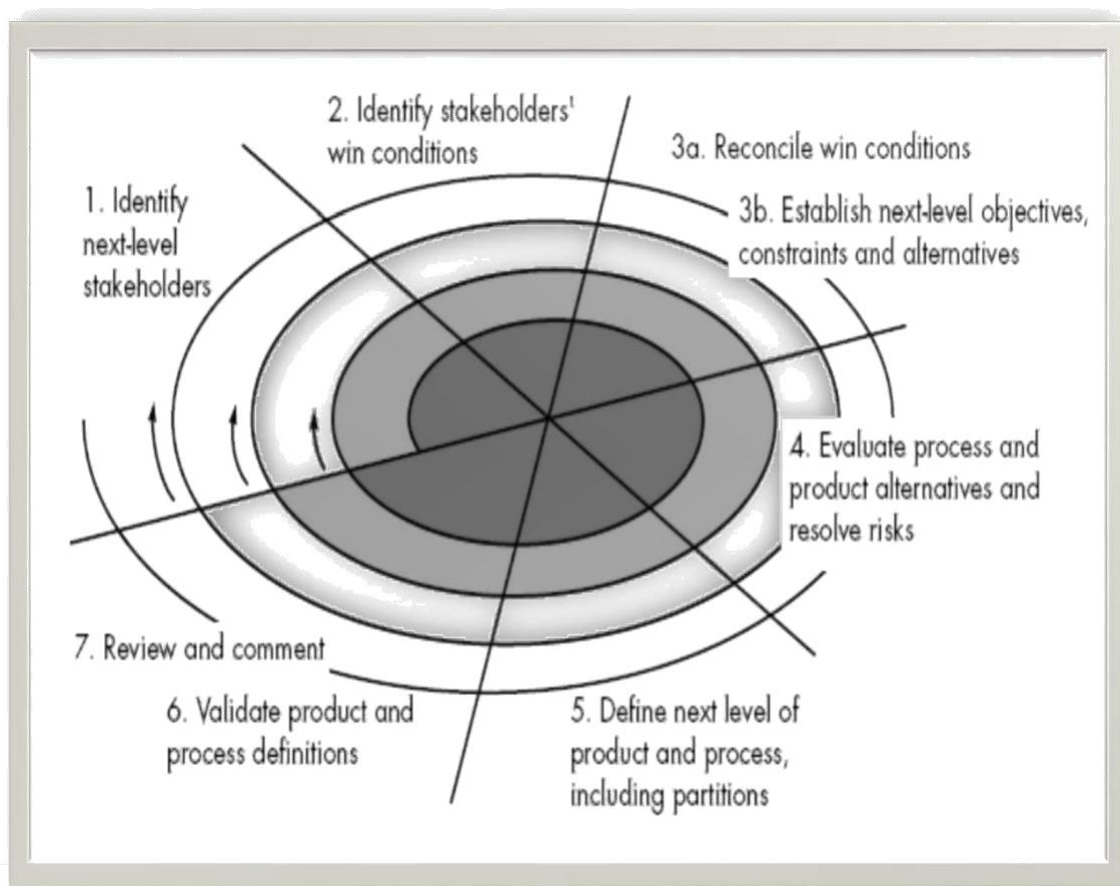 1. Identify
next-level
stakeholders
2. Identify stakeholders'
win conditions
3a. Reconcile win conditions
3b. Establish next-level objectives,
constraints and alternatives
4. Evaluate process and
product alternatives and
resolve risks
5. Define next level of
product and process,
including partitions
6. Validate product and
process definitions
7. Review and comment